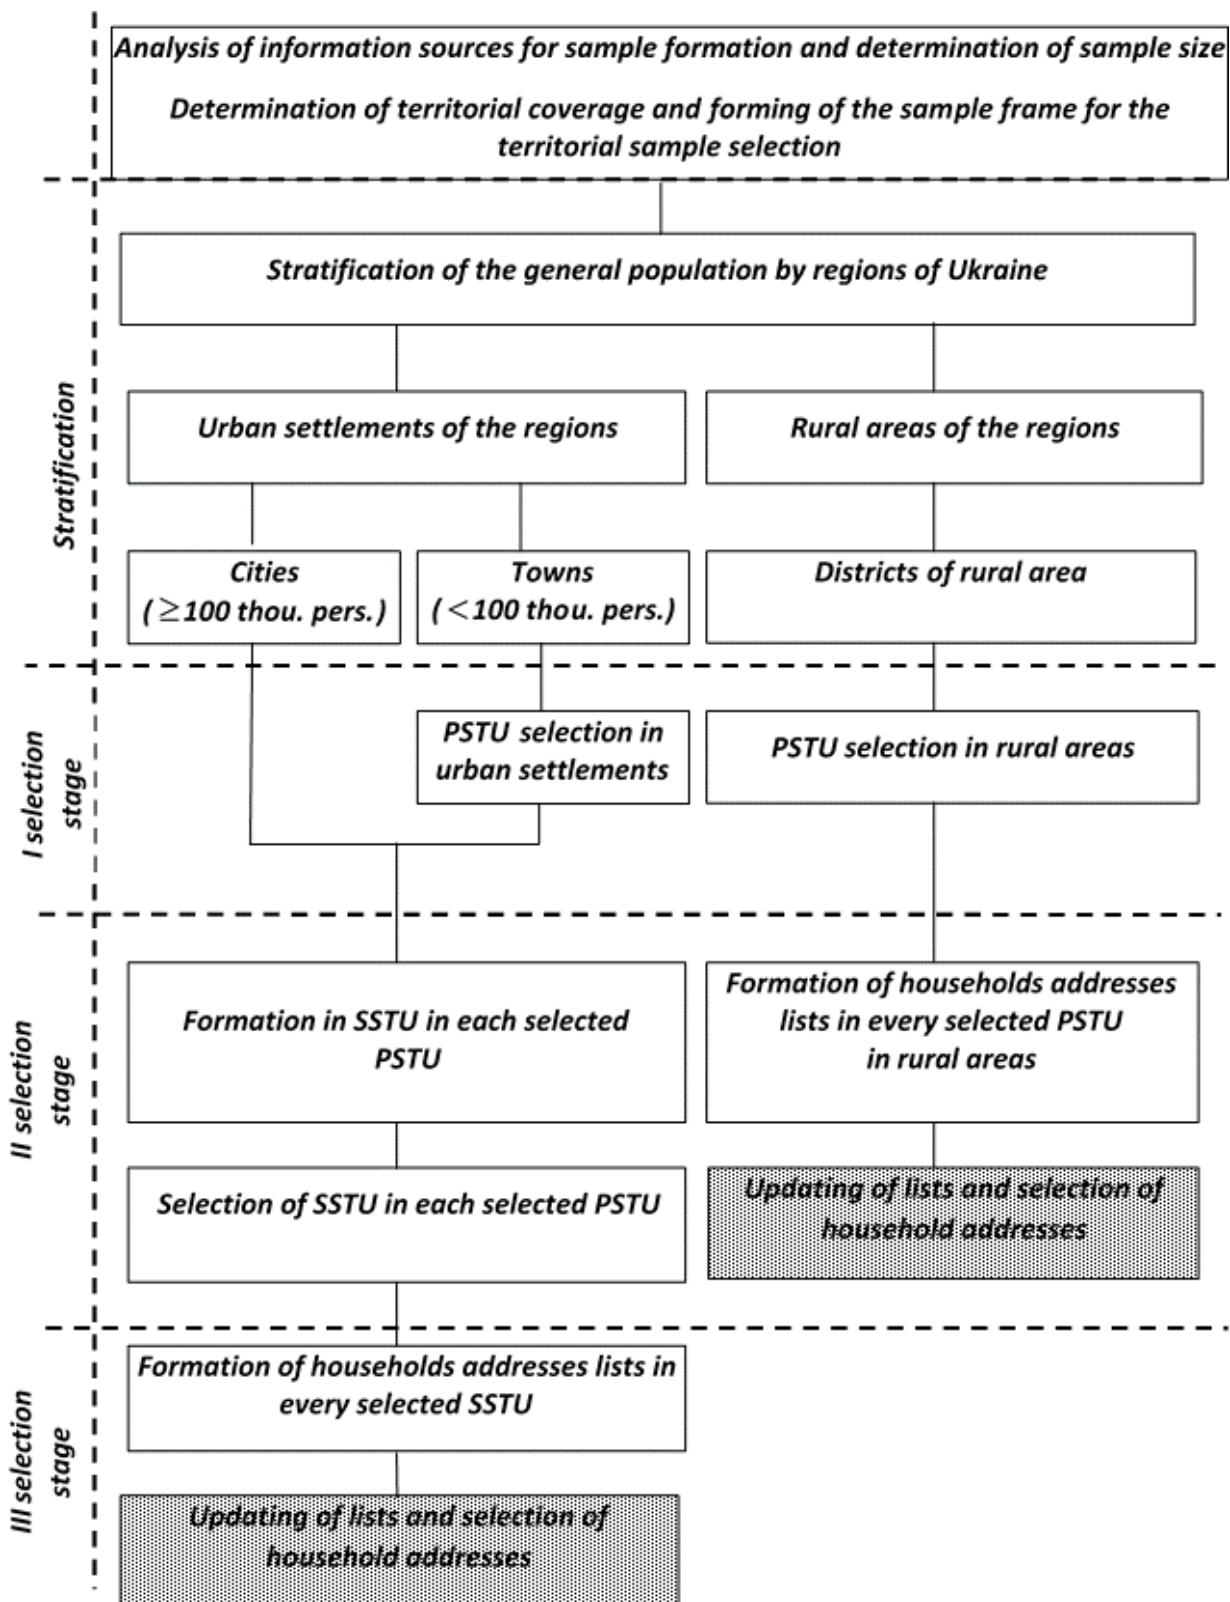 Analysis of information sources for sample formation and determination of sample size
Determination of territorial coverage and forming of the sample frame for the
territorial sample selection
Stratification
Stratification of the general population by regions of Ukraine
Urban settlements of the regions
Rural areas of the regions
Cities
( ≥100 thou. pers.)
Towns
( <100 thou. pers.)
Districts of rural area
I selection
stage
PSTU selection in
urban settlements
PSTU selection in rural areas
II selection
stage
Formation in SSTU in each selected
PSTU
Formation of households addresses
lists in every selected PSTU
in rural areas
Selection of SSTU in each selected PSTU
Updating of lists and selection of
household addresses
III selection
stage
Formation of households addresses lists in
every selected SSTU
Updating of lists and selection of
household addresses